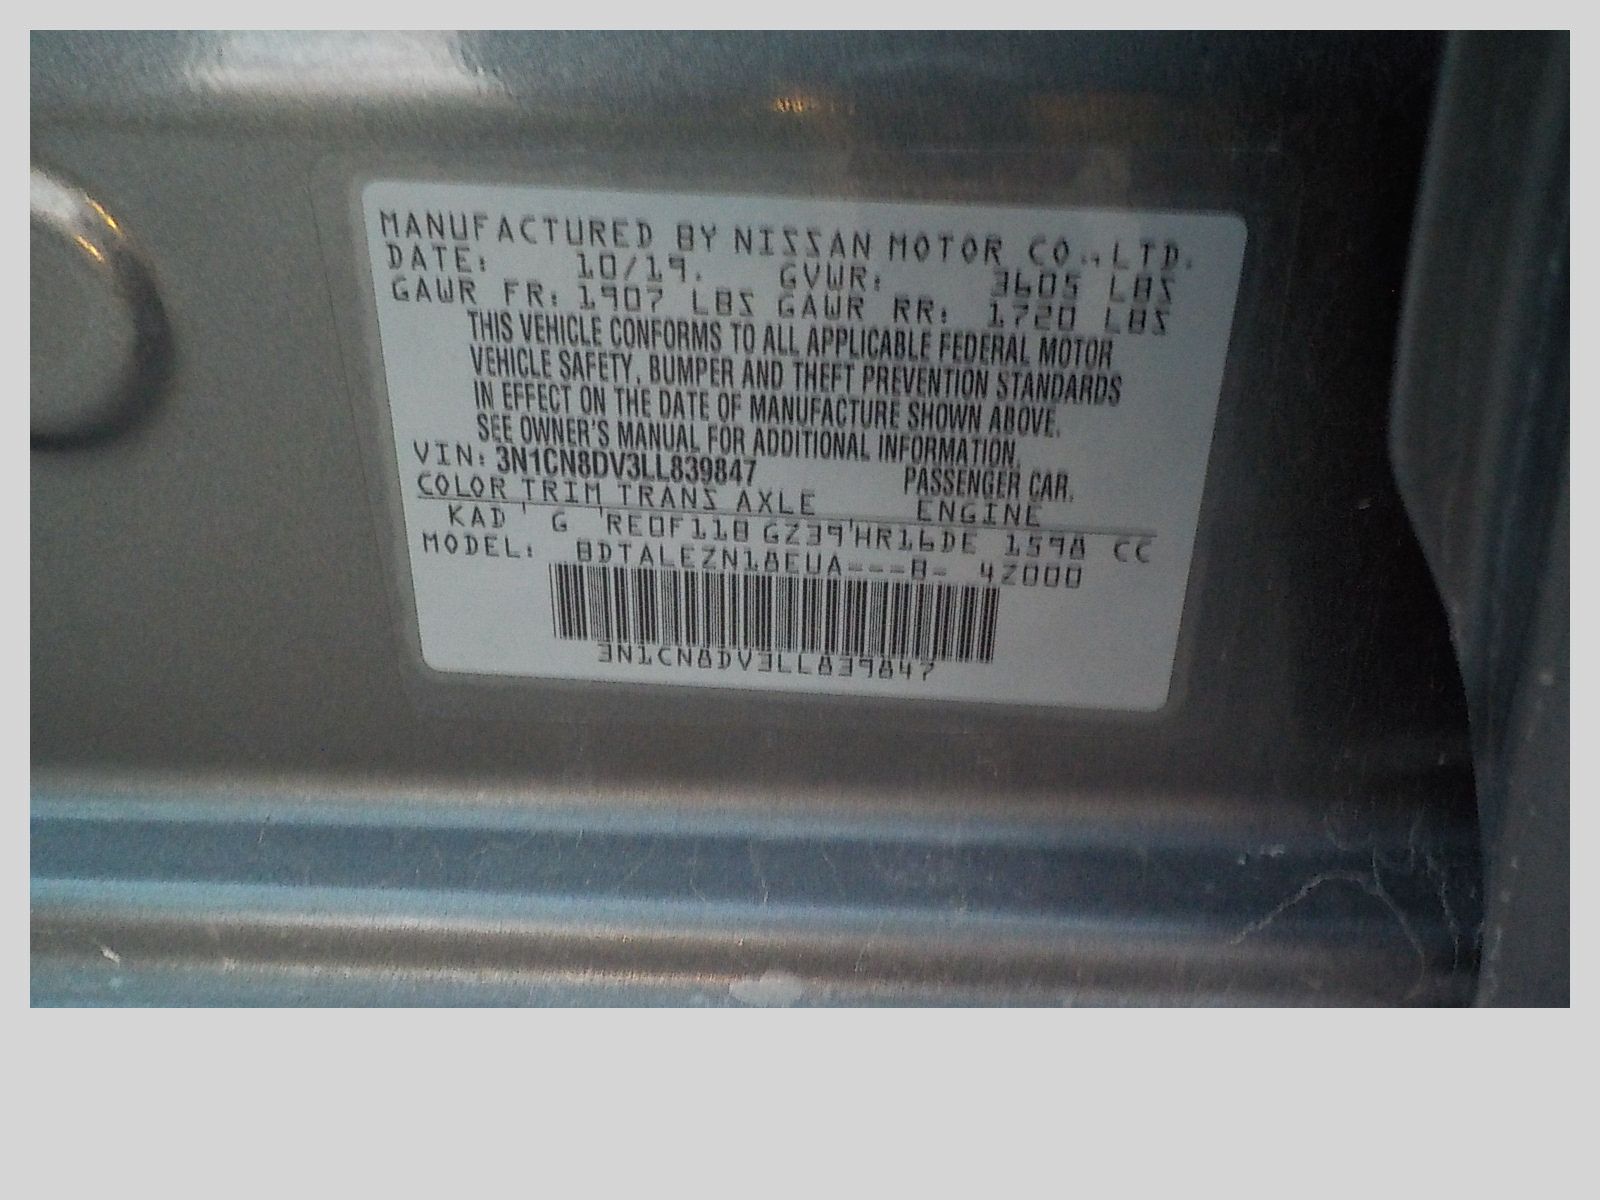 MANUFACTURED BY NISSAN MOTOR CO.,LTD.
DATE: 10/19. GVWR: 3605 LBS
GAWR FR: 1907 LBS GAWR RR: 1720 LBS
THIS VEHICLE CONFORMS TO ALL APPLICABLE FEDERAL MOTOR
VEHICLE SAFETY, BUMPER AND THEFT PREVENTION STANDARDS
IN EFFECT ON THE DATE OF MANUFACTURE SHOWN ABOVE.
SEE OWNER'S MANUAL FOR ADDITIONAL INFORMATION.
VIN: 3N1CN8DV3LL839847 PASSENGER CAR.
COLOR TRIM TRANS AXLE ENGINE
KAD ' G 'RE0F11B GZ39'HR16DE 1598 CC
MODEL: BDTALEZN18EUA---B- 4Z000
3N1CN8DV3LL839847